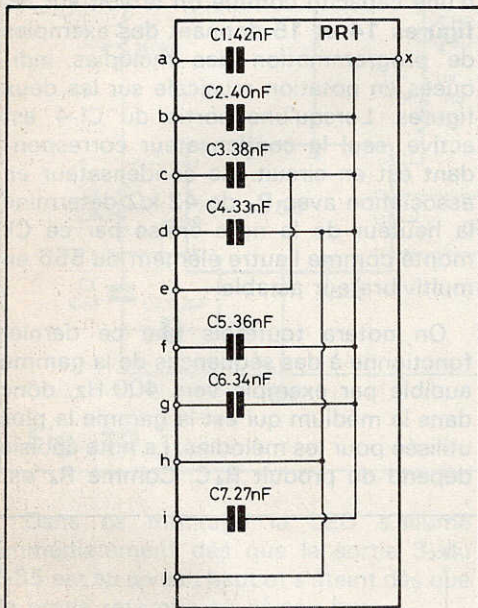 C1.42nF PR1
a x
C2.40nF
b
C3.38nF
c
C4.33nF
d
e
C5.36nF
f
C6.34nF
g
h
C7.27nF
i
j